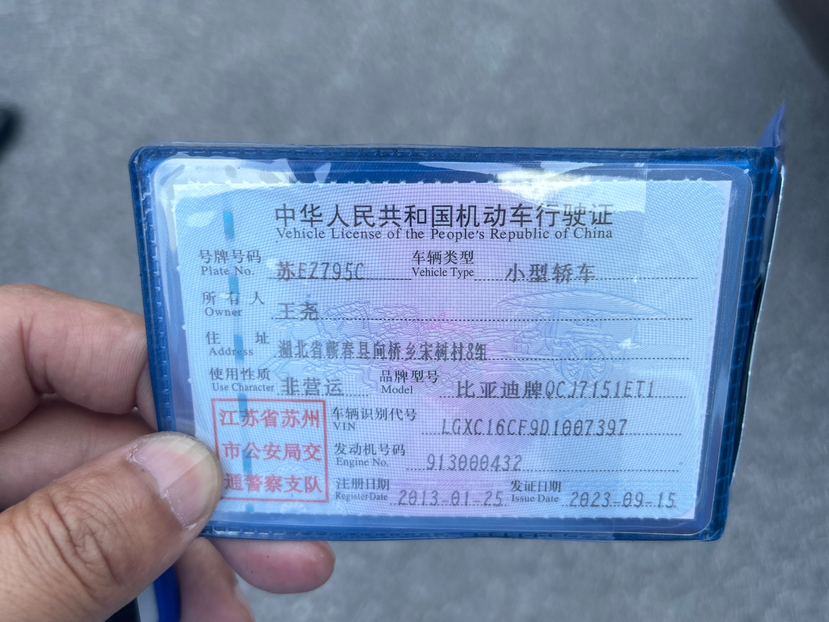 中华人民共和国机动车行驶证
Vehicle License of the People's Republic of China
号牌号码 苏EZ795C 车辆类型 小型轿车
Plate No. Vehicle Type
所有人 王尧
Owner
住址 湖北省蕲春县向桥乡宋树村8组
Address
使用性质 非营运 品牌型号 比亚迪牌QCJ7151ET1
Use Character Model
江苏省苏州
市公安局交
通警察支队
车辆识别代号 LGXC16CF9D1007397
VIN
发动机号码 913000432
Engine No.
注册日期 2013-01-25 发证日期 2023-09-15
Register Date Issue Date